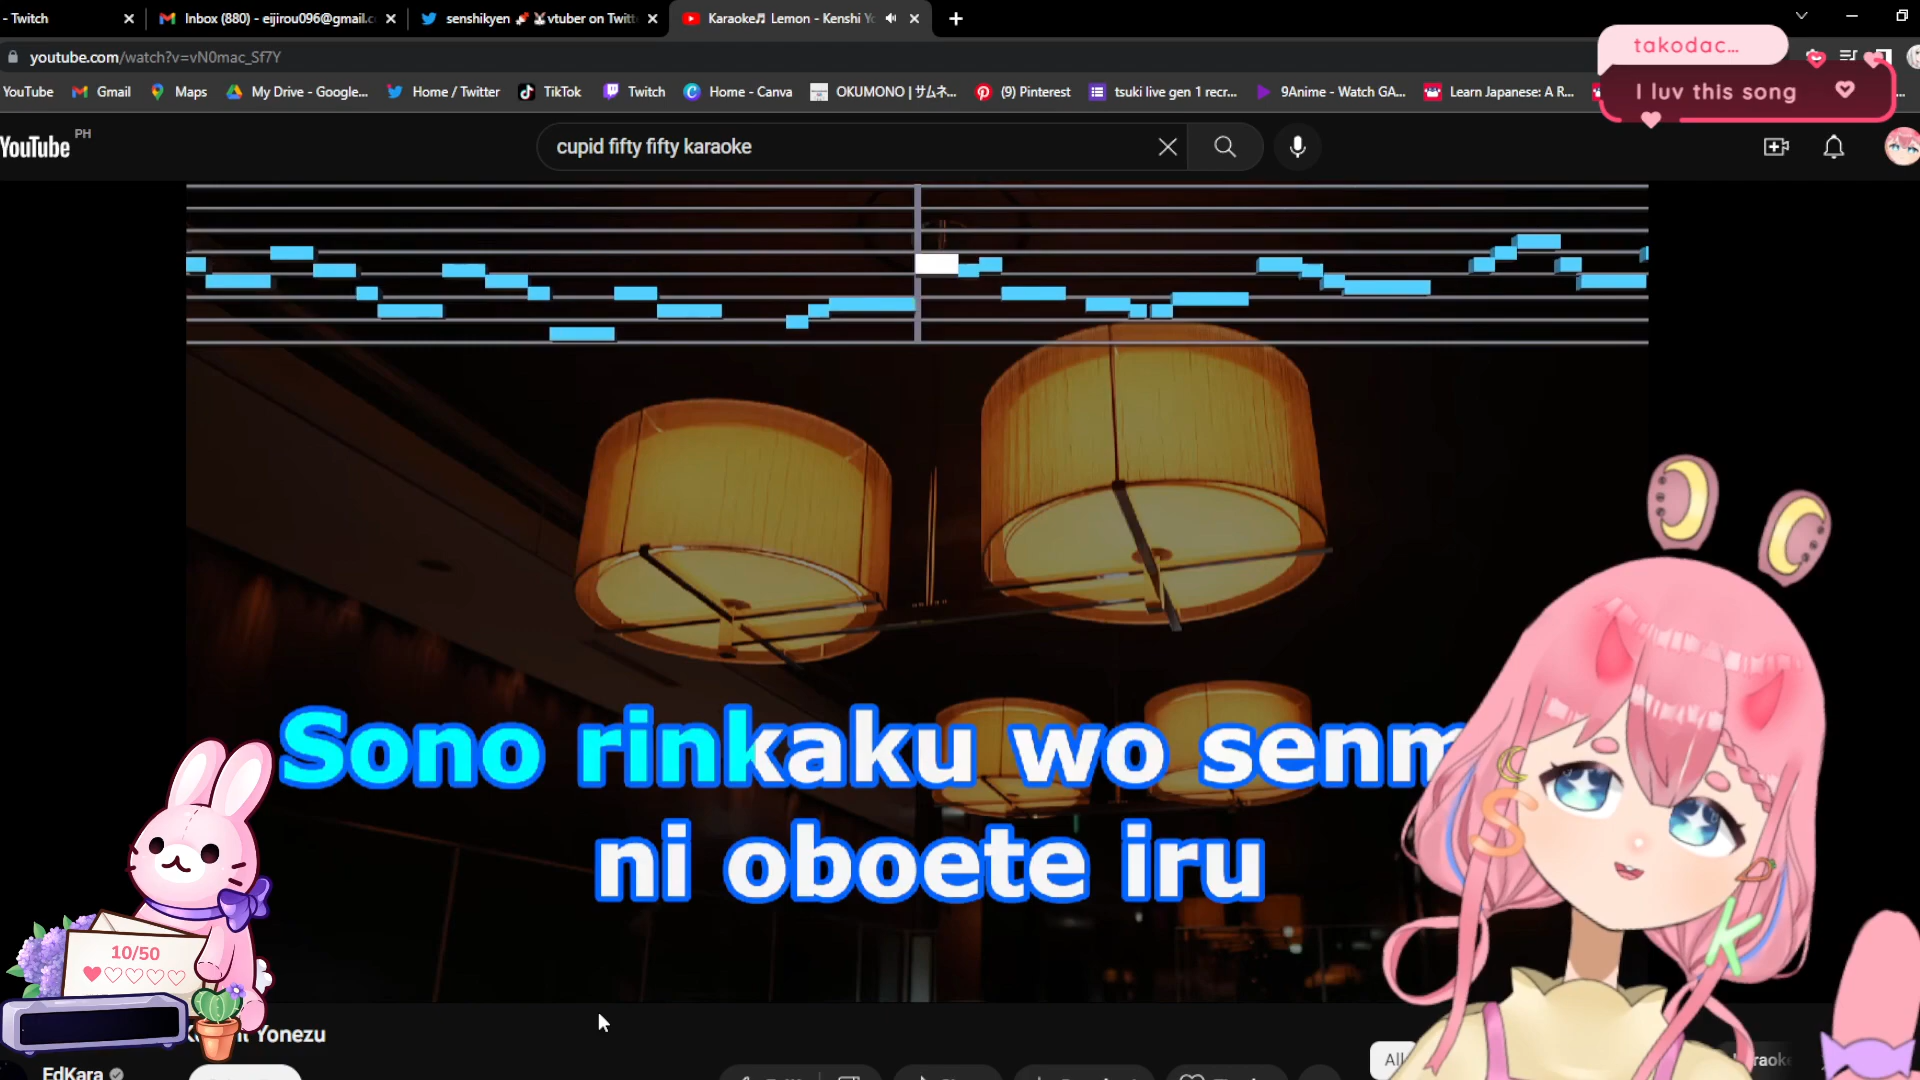 - Twitch
Inbox (880) - eijirou096@gmail.c
senshikyen 🚀🐰vtuber on Twitt
Karaoke♬ Lemon - Kenshi Yo
youtube.com/watch?v=vN0mac_Sf7Y
takodac...
YouTube
Gmail
Maps
My Drive - Google...
Home / Twitter
TikTok
Twitch
Home - Canva
OKUMONO | サムネ...
(9) Pinterest
tsuki live gen 1 recr...
9Anime - Watch GA...
Learn Japanese: A R...
I luv this song
YouTube PH
cupid fifty fifty karaoke
Sono rinkaku wo senm
ni oboete iru
S
K
10/50
Yonezu
EdKara
All